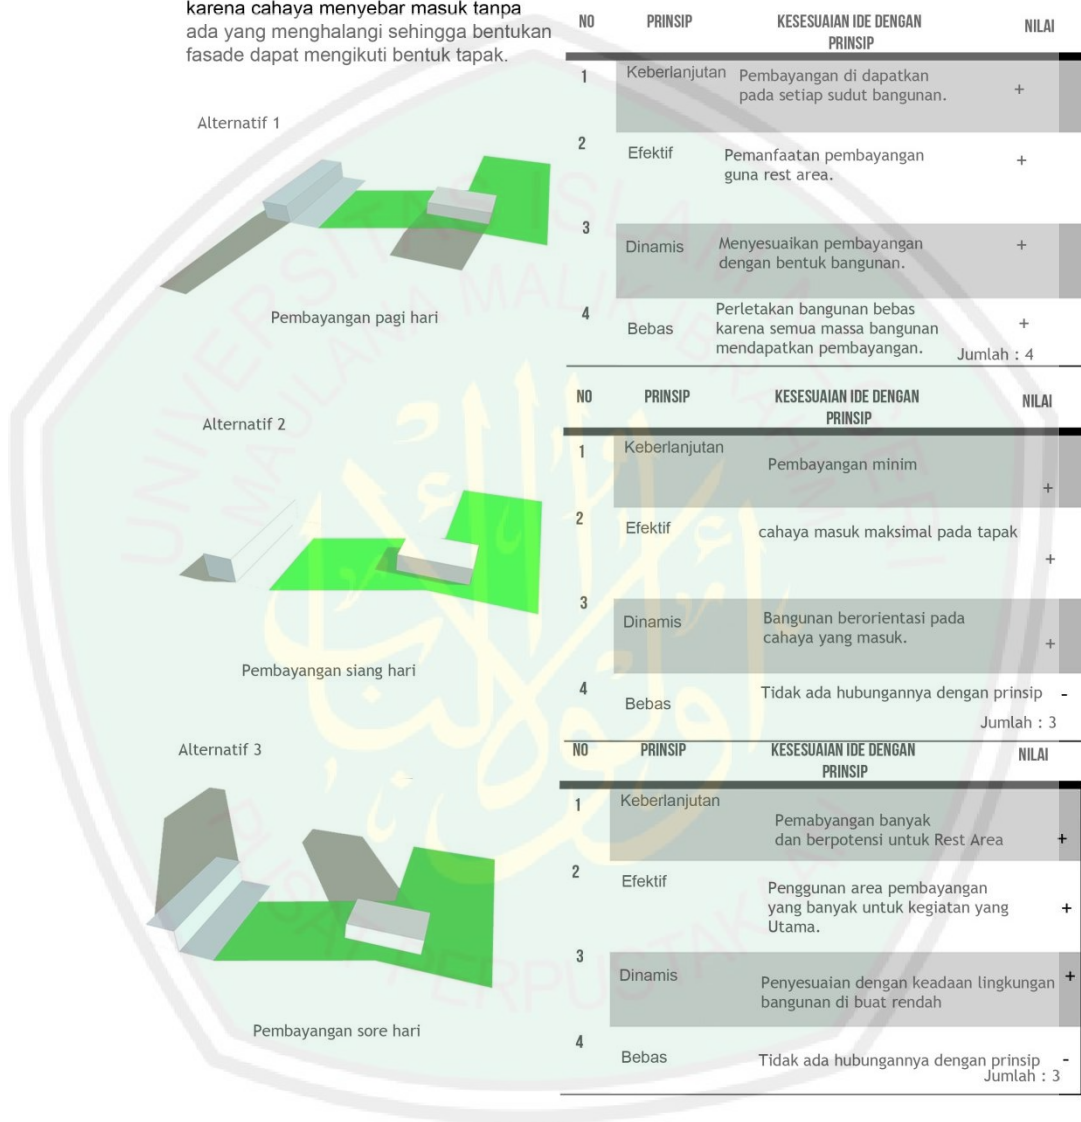 karena cahaya menyebar masuk tanpa
ada yang menghalangi sehingga bentukan
fasade dapat mengikuti bentuk tapak.
Alternatif 1
Pembayangan pagi hari
NO PRINSIP KESESUAIAN IDE DENGAN PRINSIP NILAI
1 Keberlanjutan Pembayangan di dapatkan
pada setiap sudut bangunan. +
2 Efektif Pemanfaatan pembayangan
guna rest area. +
3 Dinamis Menyesuaikan pembayangan
dengan bentuk bangunan. +
4 Bebas Perletakan bangunan bebas
karena semua massa bangunan
mendapatkan pembayangan. +
Jumlah : 4
Alternatif 2
Pembayangan siang hari
NO PRINSIP KESESUAIAN IDE DENGAN PRINSIP NILAI
1 Keberlanjutan Pembayangan minim +
2 Efektif cahaya masuk maksimal pada tapak +
3 Dinamis Bangunan berorientasi pada
cahaya yang masuk. +
4 Bebas Tidak ada hubungannya dengan prinsip -
Jumlah : 3
Alternatif 3
Pembayangan sore hari
NO PRINSIP KESESUAIAN IDE DENGAN PRINSIP NILAI
1 Keberlanjutan Pemabyangan banyak
dan berpotensi untuk Rest Area +
2 Efektif Penggunan area pembayangan
yang banyak untuk kegiatan yang
Utama. +
3 Dinamis Penyesuaian dengan keadaan lingkungan
bangunan di buat rendah +
4 Bebas Tidak ada hubungannya dengan prinsip -
Jumlah : 3
UNIVERSITAS ISLAM NEGERI
MAULANA MALIK IBRAHIM
PUSAT PERPUSTAKAAN